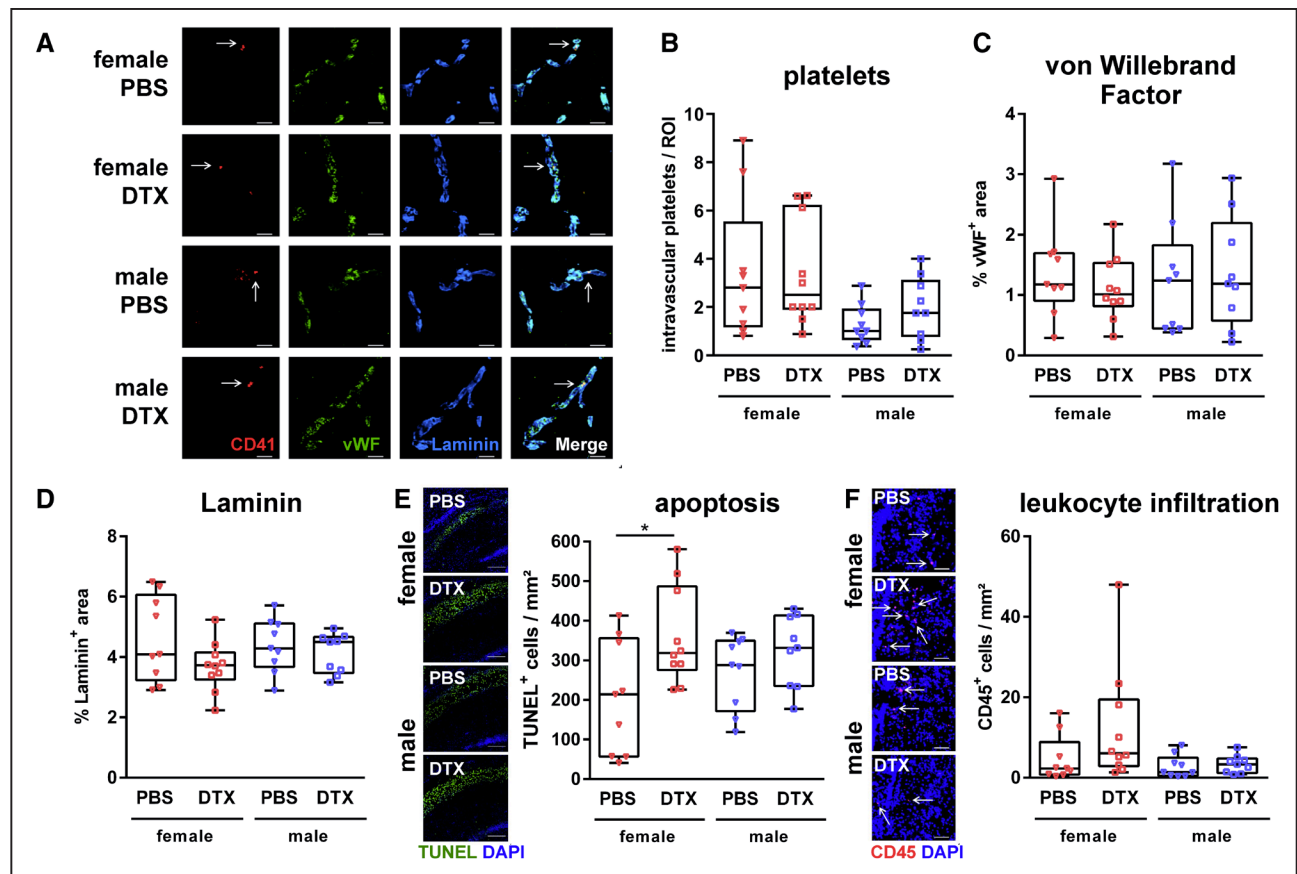 A
female
PBS
female
DTX
male
PBS
male
DTX
CD41
vWF
Laminin
Merge
B
platelets
intravascular platelets / ROI
10
8
6
4
2
0
PBS DTX PBS DTX
female male
C
von Willebrand
Factor
% vWF+ area
4
3
2
1
0
PBS DTX PBS DTX
female male
D
Laminin
% Laminin+ area
8
6
4
2
0
PBS DTX PBS DTX
female male
E
female
male
PBS
DTX
PBS
DTX
TUNEL DAPI
apoptosis
TUNEL+ cells / mm²
600
500
400
300
200
100
0
*
PBS DTX PBS DTX
female male
F
female
male
PBS
DTX
PBS
DTX
CD45 DAPI
leukocyte infiltration
CD45+ cells / mm²
60
40
20
0
PBS DTX PBS DTX
female male